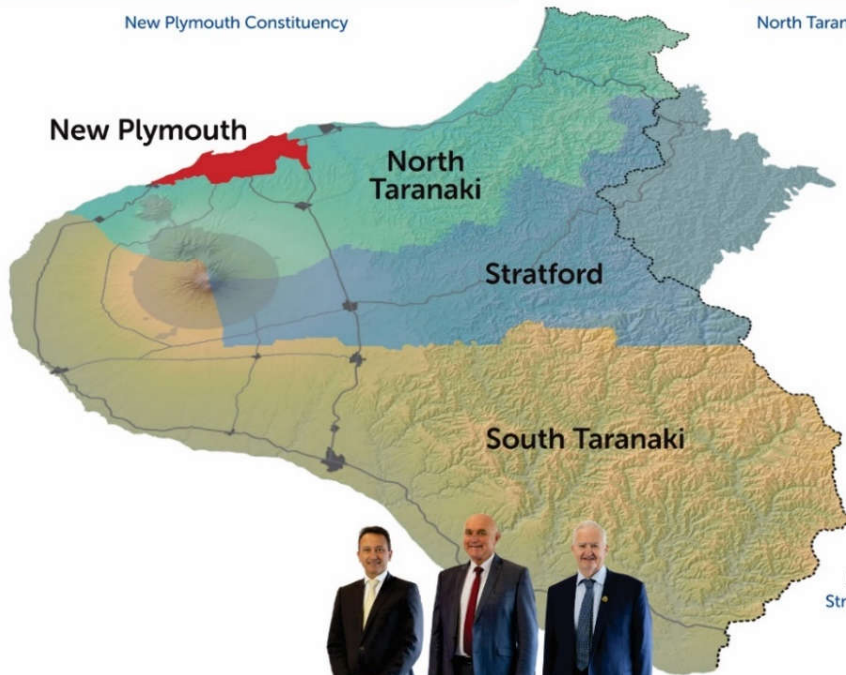 New Plymouth Constituency
North Taran
New Plymouth
North
Taranaki
Stratford
South Taranaki
Str